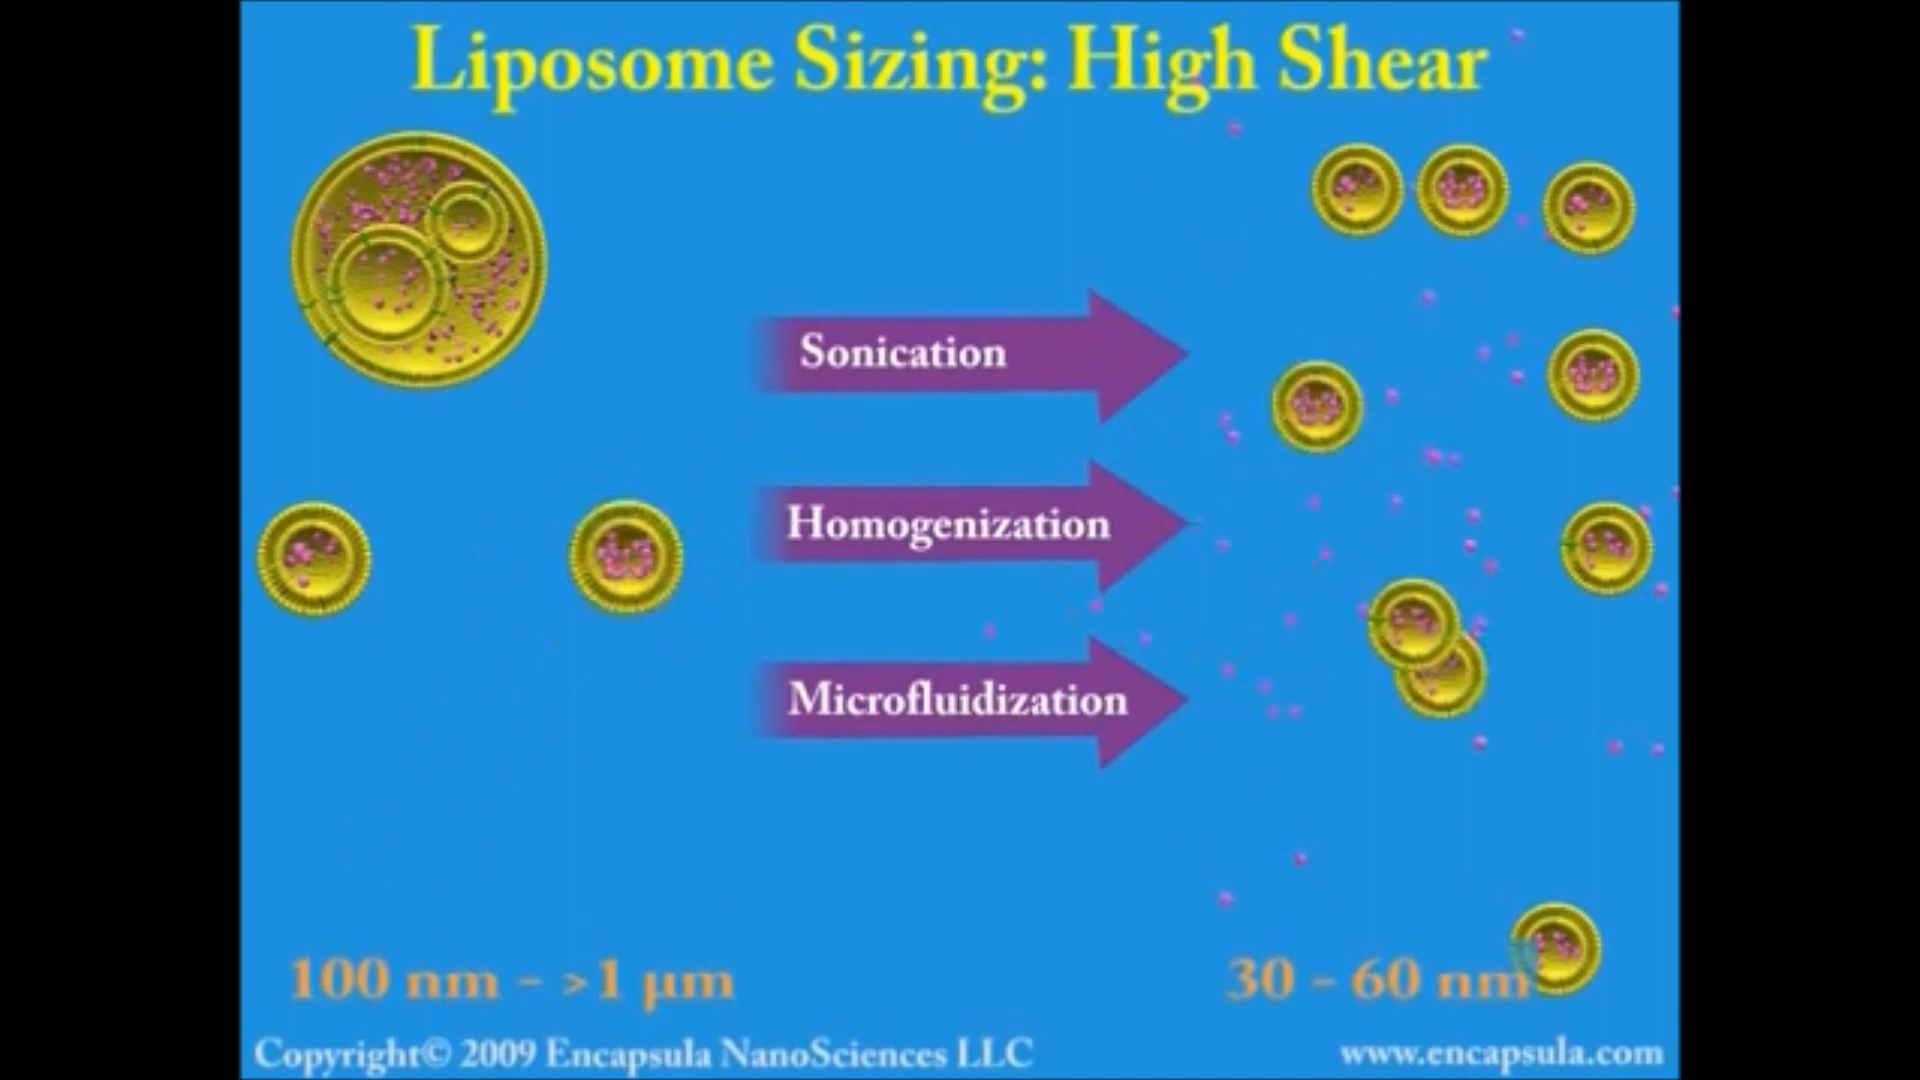 Liposome Sizing: High Shear
Sonication
Homogenization
Microfluidization
100 nm - >1 µm
30 - 60 nm
Copyright© 2009 Encapsula NanoSciences LLC
www.encapsula.com